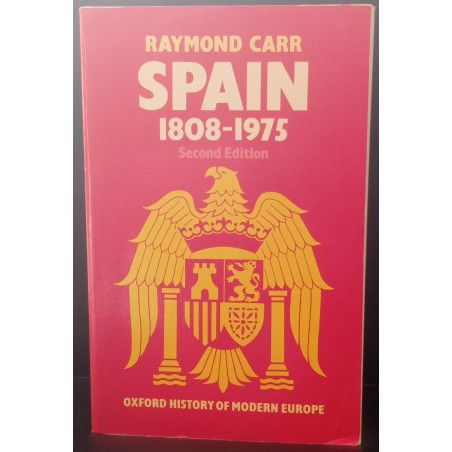 RAYMOND CARR
SPAIN
1808-1975
Second Edition
OXFORD HISTORY OF MODERN EUROPE